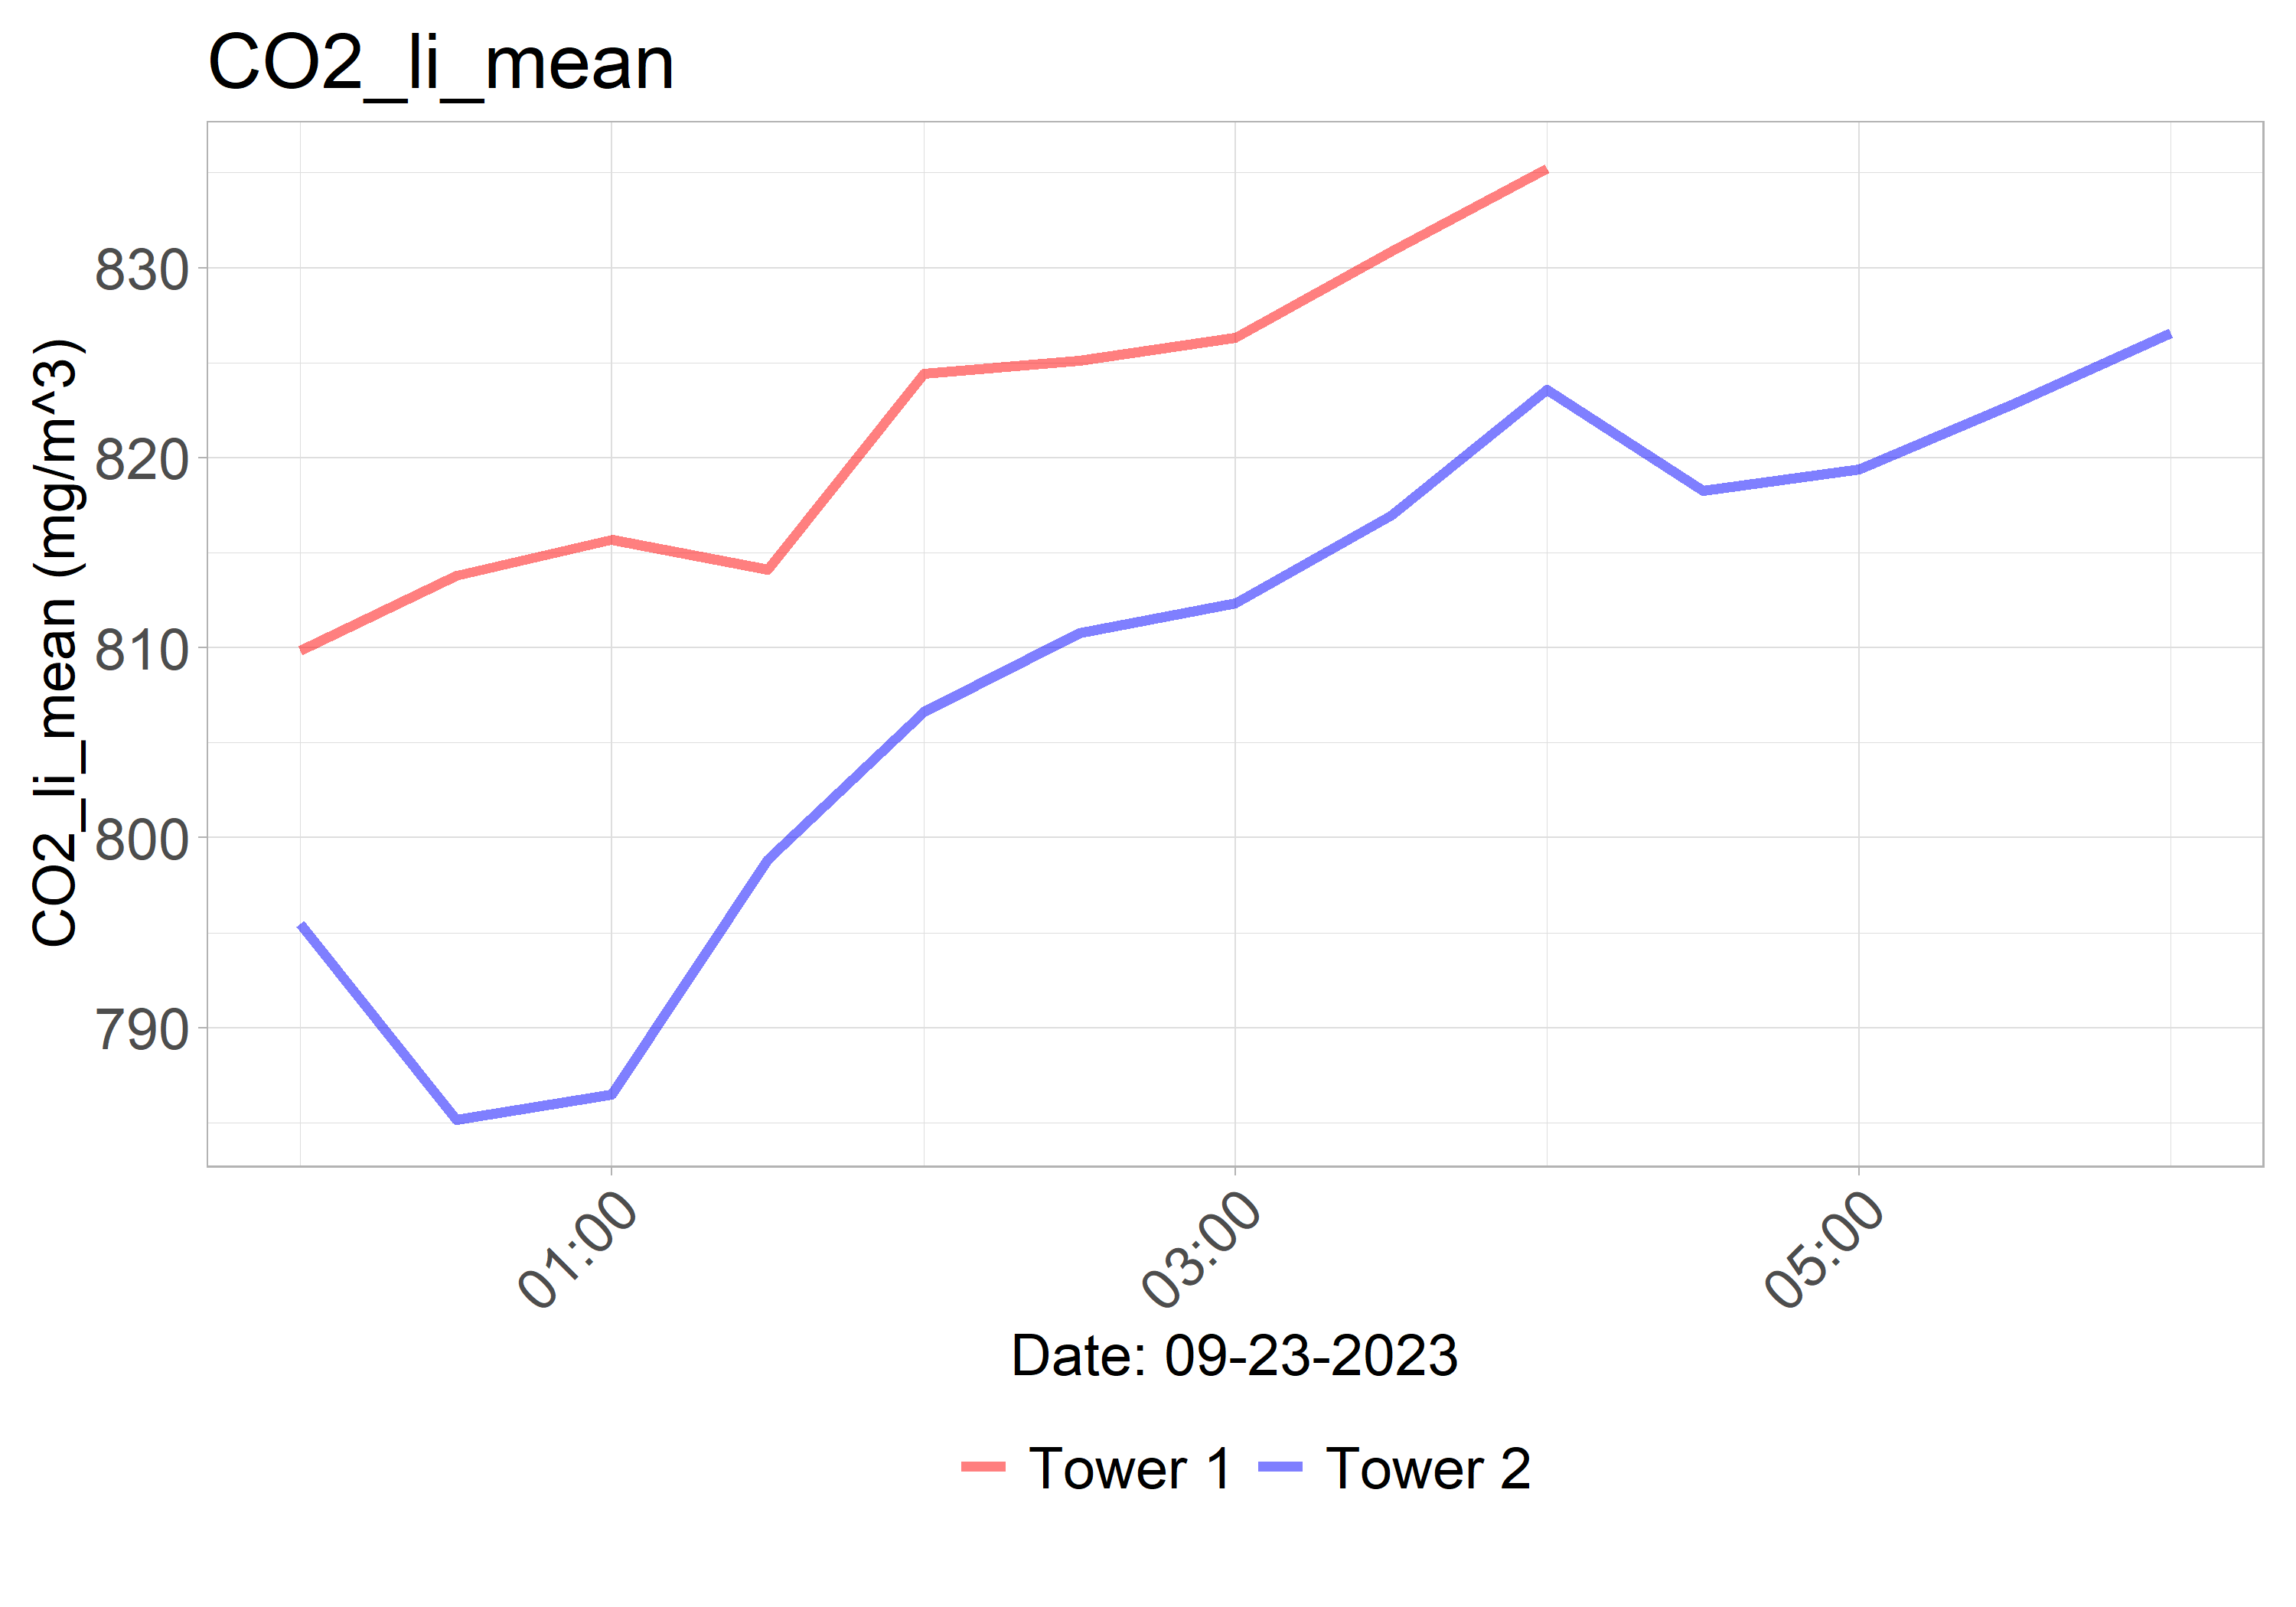 CO2_li_mean
CO2_li_mean (mg/m^3)
830
820
810
800
790
01:00
03:00
05:00
Date: 09-23-2023
Tower 1 Tower 2